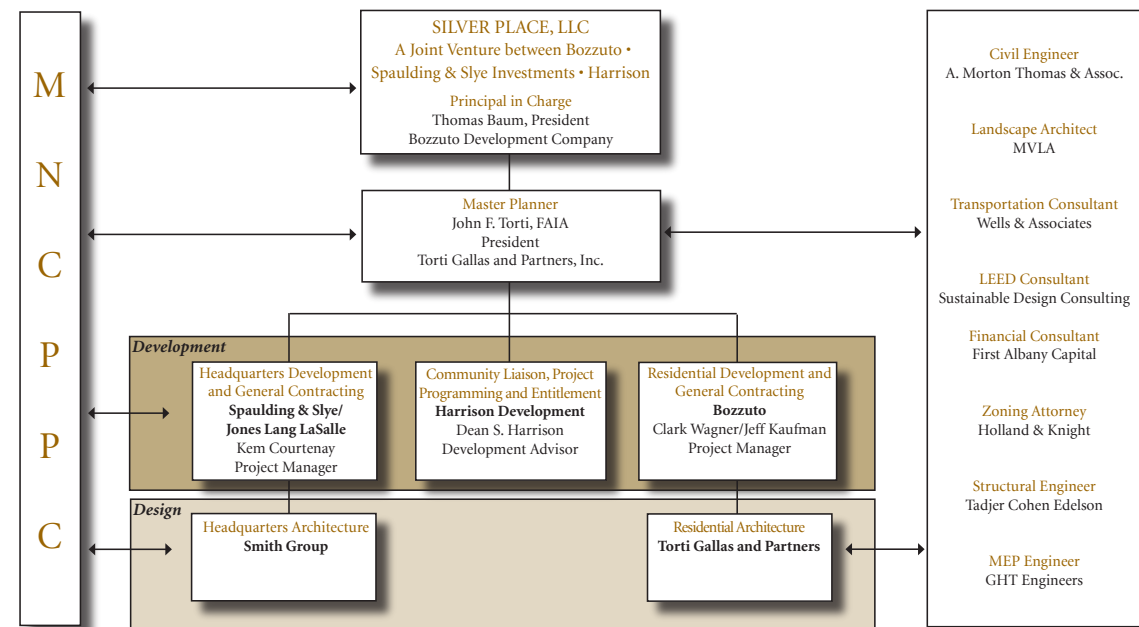 M
N
C
P
P
C
SILVER PLACE, LLC
A Joint Venture between Bozzuto •
Spaulding & Slye Investments • Harrison
Principal in Charge
Thomas Baum, President
Bozzuto Development Company
Master Planner
John F. Torti, FAIA
President
Torti Gallas and Partners, Inc.
Development
Headquarters Development
and General Contracting
Spaulding & Slye/
Jones Lang LaSalle
Kem Courtenay
Project Manager
Community Liaison, Project
Programming and Entitlement
Harrison Development
Dean S. Harrison
Development Advisor
Residential Development and
General Contracting
Bozzuto
Clark Wagner/Jeff Kaufman
Project Manager
Design
Headquarters Architecture
Smith Group
Residential Architecture
Torti Gallas and Partners
Civil Engineer
A. Morton Thomas & Assoc.
Landscape Architect
MVLA
Transportation Consultant
Wells & Associates
LEED Consultant
Sustainable Design Consulting
Financial Consultant
First Albany Capital
Zoning Attorney
Holland & Knight
Structural Engineer
Tadjer Cohen Edelson
MEP Engineer
GHT Engineers